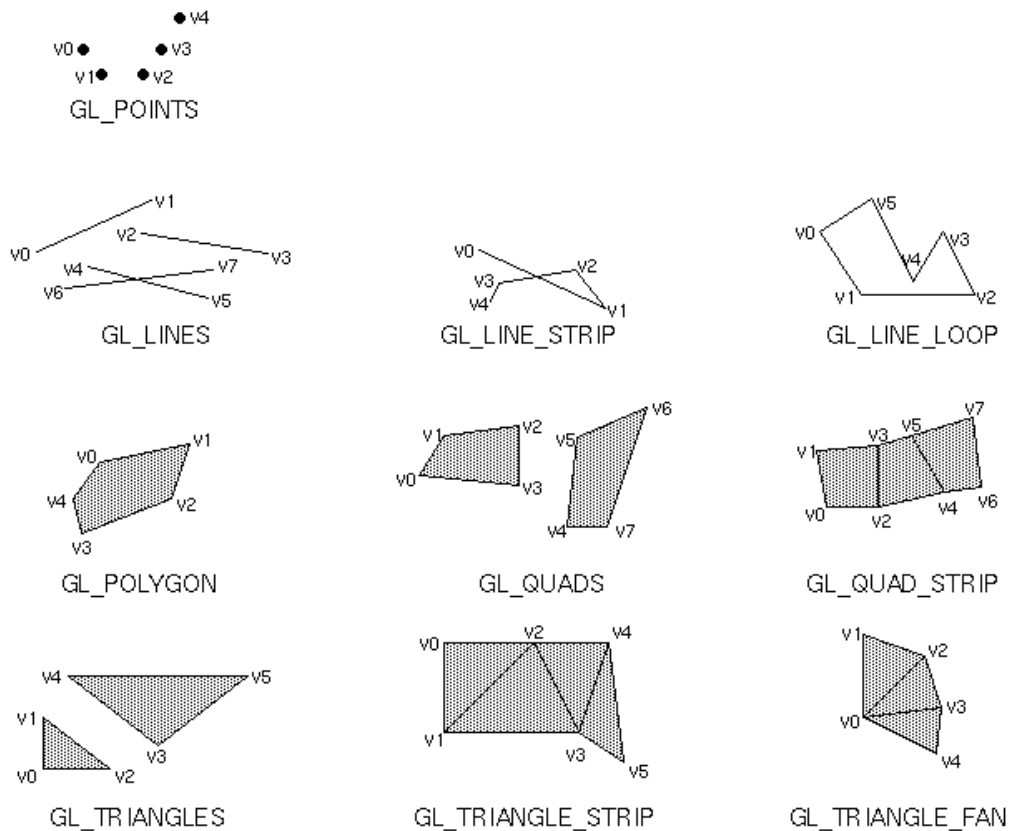 v4
v0 v3
v1 v2
GL_POINTS
v1
v2
v0 v3
v4 v7
v6 v5
GL_LINES
v0
v2
v3
v4 v1
GL_LINE_STRIP
v5
v0 v3
v4
v1 v2
GL_LINE_LOOP
v1
v0
v4 v2
v3
GL_POLYGON
v6
v2
v1 v5
v0 v3
v4 v7
GL_QUADS
v7
v5
v3
v1
v6
v4
v0 v2
GL_QUAD_STRIP
v4 v5
v1
v3
v0 v2
GL_TRIANGLES
v0 v2 v4
v1 v3
v5
GL_TRIANGLE_STRIP
v1
v2
v3
v0
v4
GL_TRIANGLE_FAN